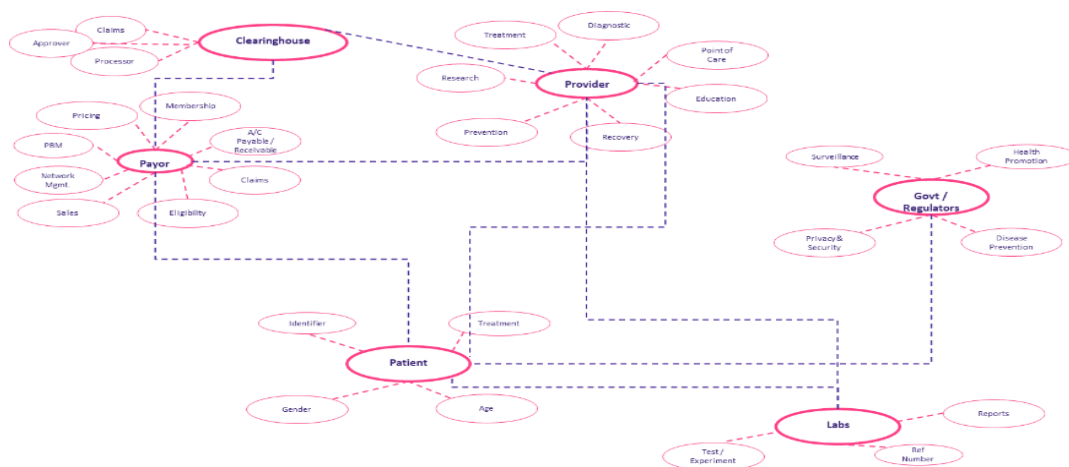 Claims
Approver
Processor
Clearinghouse
Treatment
Diagnostic
Point of
Care
Research
Provider
Education
Prevention
Recovery
Pricing
Membership
PBM
A/C
Payable /
Receivable
Payor
Network
Mgmt.
Claims
Sales
Eligibility
Surveillance
Health
Promotion
Govt /
Regulators
Privacy &
Security
Disease
Prevention
Identifier
Treatment
Patient
Gender
Age
Labs
Reports
Test /
Experiment
Ref
Number